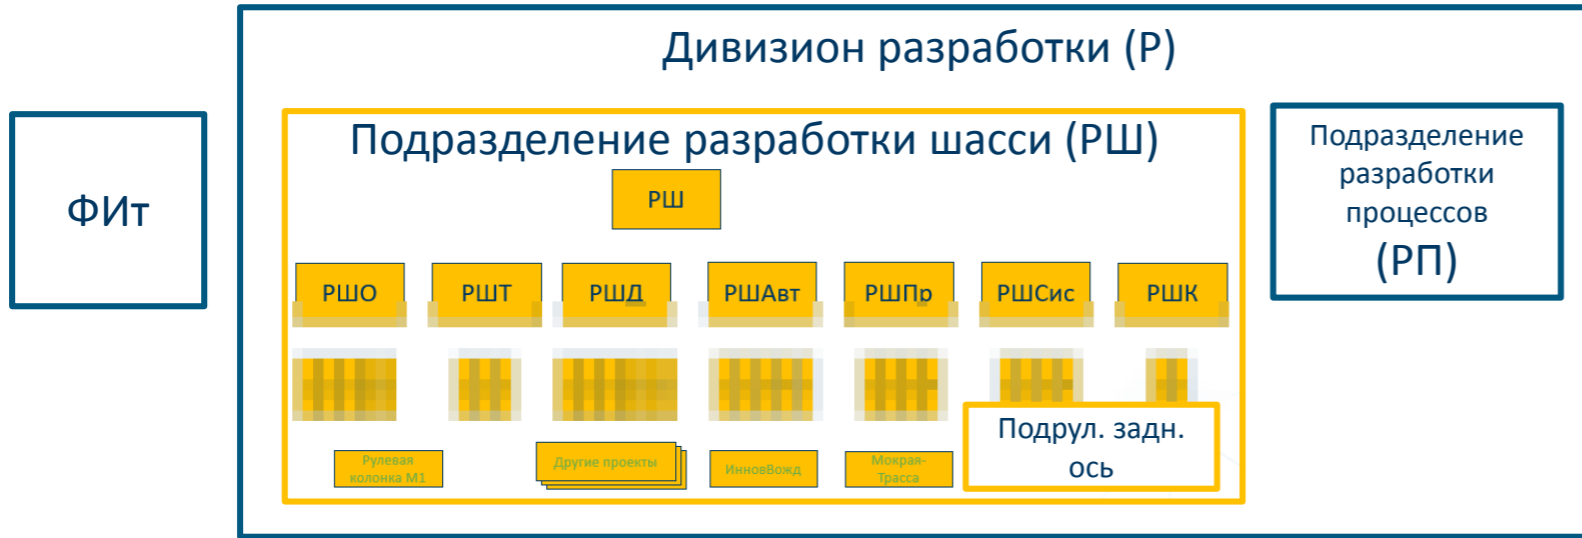 Дивизион разработки (Р)
ФИт
Подразделение разработки шасси (РШ)
РШ
РШО
РШТ
РШД
РШАвт
РШПр
РШСис
РШК
Рулевая
колонка М1
Другие проекты
ИнновВожд
Мокрая-
Трасса
Подрул. задн.
ось
Подразделение
разработки
процессов
(РП)